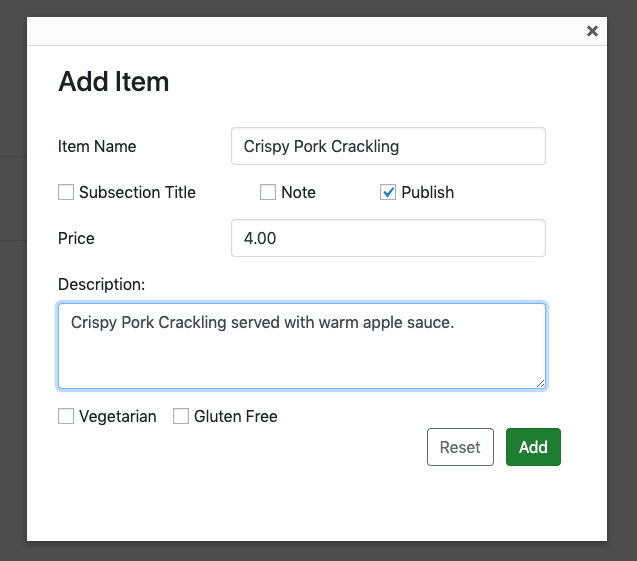 Add Item
Item Name Crispy Pork Crackling
Subsection Title Note Publish
Price 4.00
Description:
Crispy Pork Crackling served with warm apple sauce.
Vegetarian Gluten Free
Reset Add